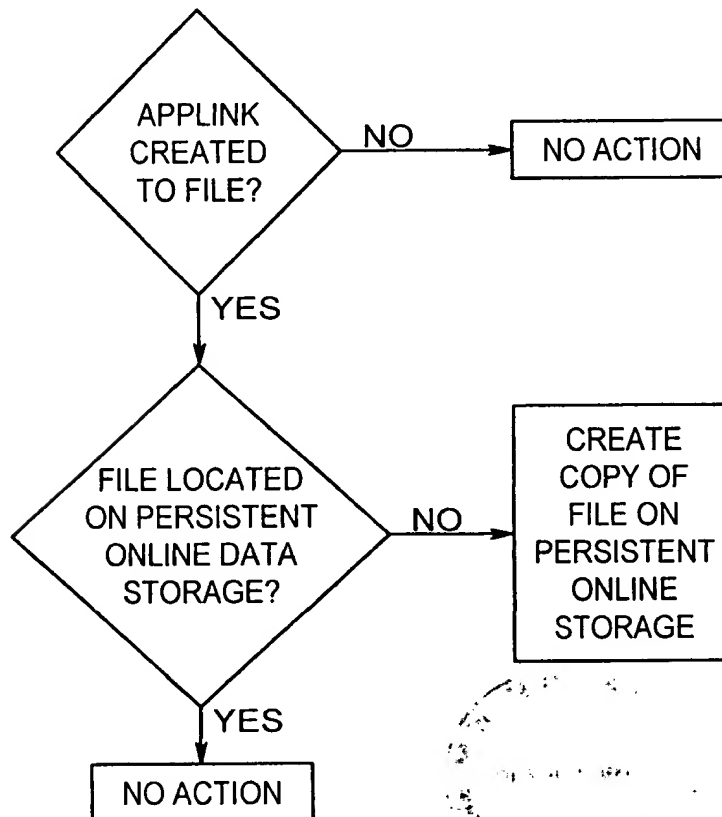 APPLINK
CREATED
TO FILE?
NO
NO ACTION
YES
FILE LOCATED
ON PERSISTENT
ONLINE DATA
STORAGE?
NO
CREATE
COPY OF
FILE ON
PERSISTENT
ONLINE
STORAGE
YES
NO ACTION